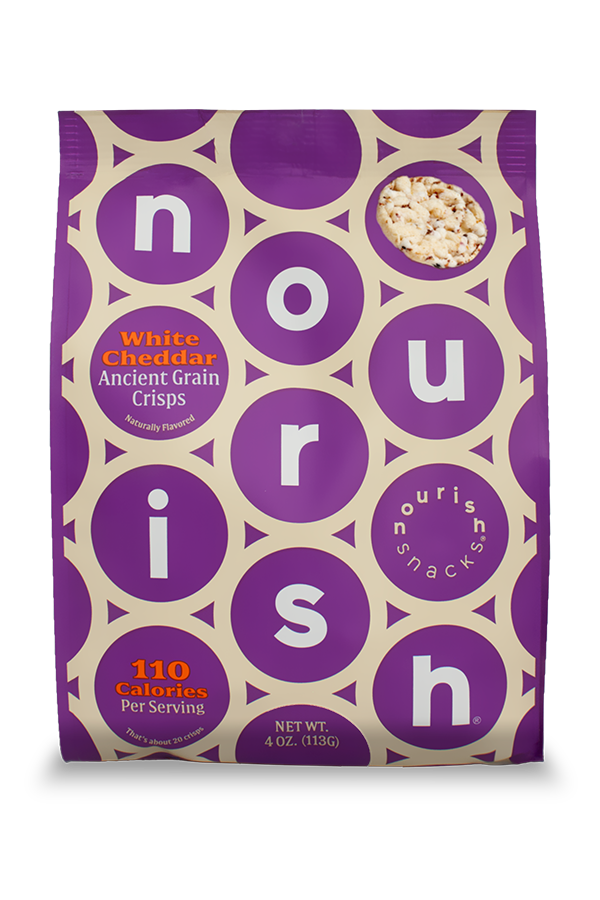 n
o
u
White
Cheddar
Ancient Grain
Crisps
Naturally Flavored
r
i
nourish
snacks®
s
h®
110
Calories
Per Serving
That's about 20 crisps
NET WT.
4 OZ. (113G)